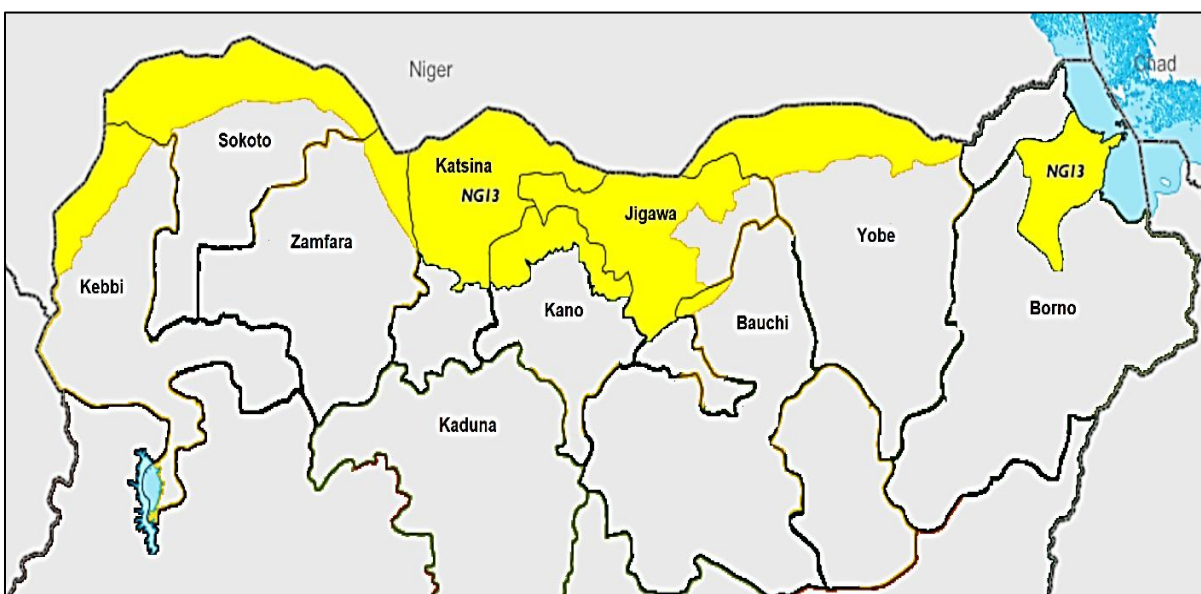 Niger
Chad
Sokoto
Katsina
NG13
NG13
Jigawa
Zamfara
Yobe
Kebbi
Kano
Bauchi
Borno
Kaduna